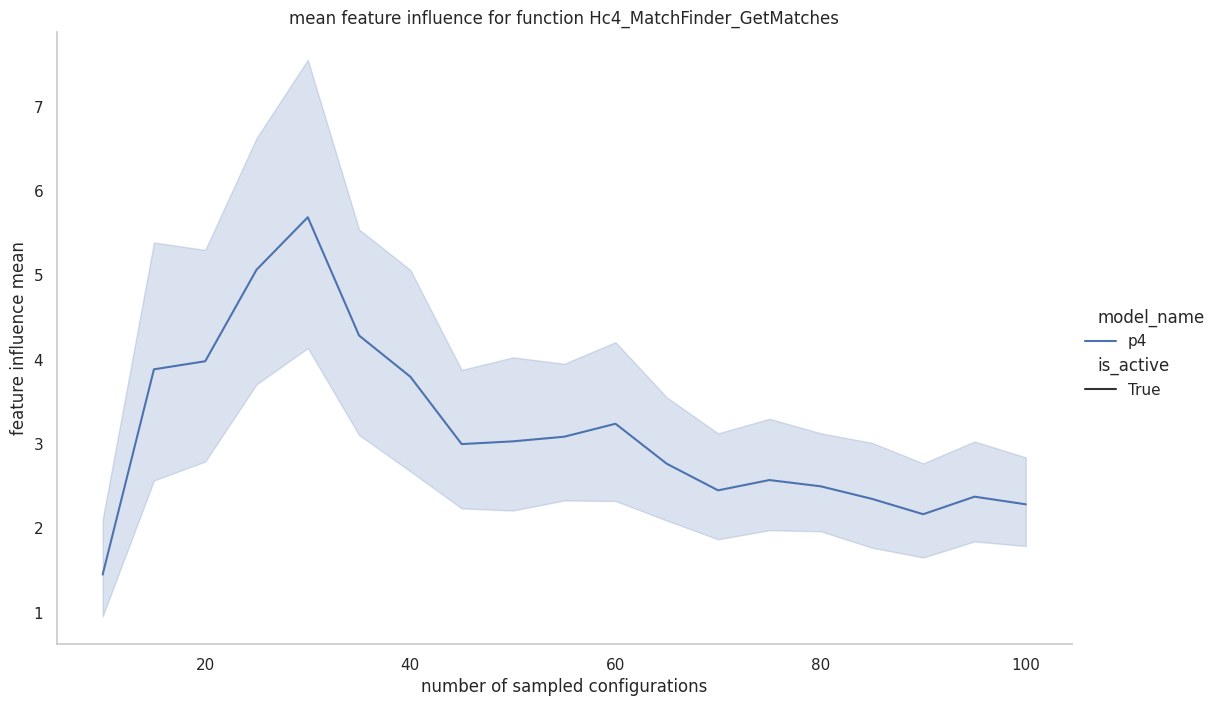 mean feature influence for function Hc4_MatchFinder_GetMatches
feature influence mean
7
6
5
4
3
2
1
20
40
60
80
100
number of sampled configurations
model_name
p4
is_active
True